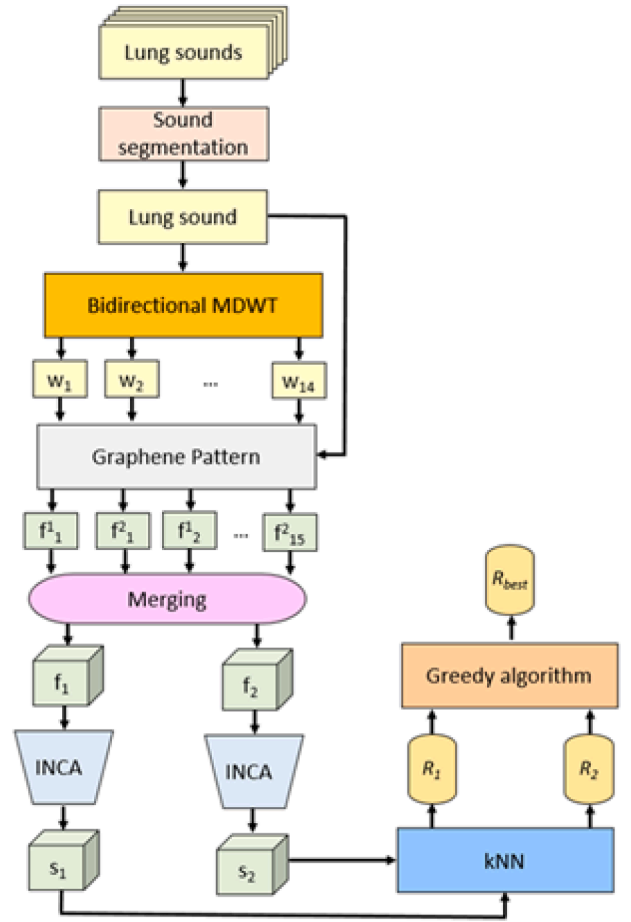 Lung sounds
Sound
segmentation
Lung sound
Bidirectional MDWT
w₁ w₂ ... w₁₄
Graphene Pattern
f¹₁ f²₁ f¹₂ ... f²₁₅
Merging
f₁ f₂
INCA INCA
s₁ s₂
R_best
Greedy algorithm
R₁ R₂
kNN